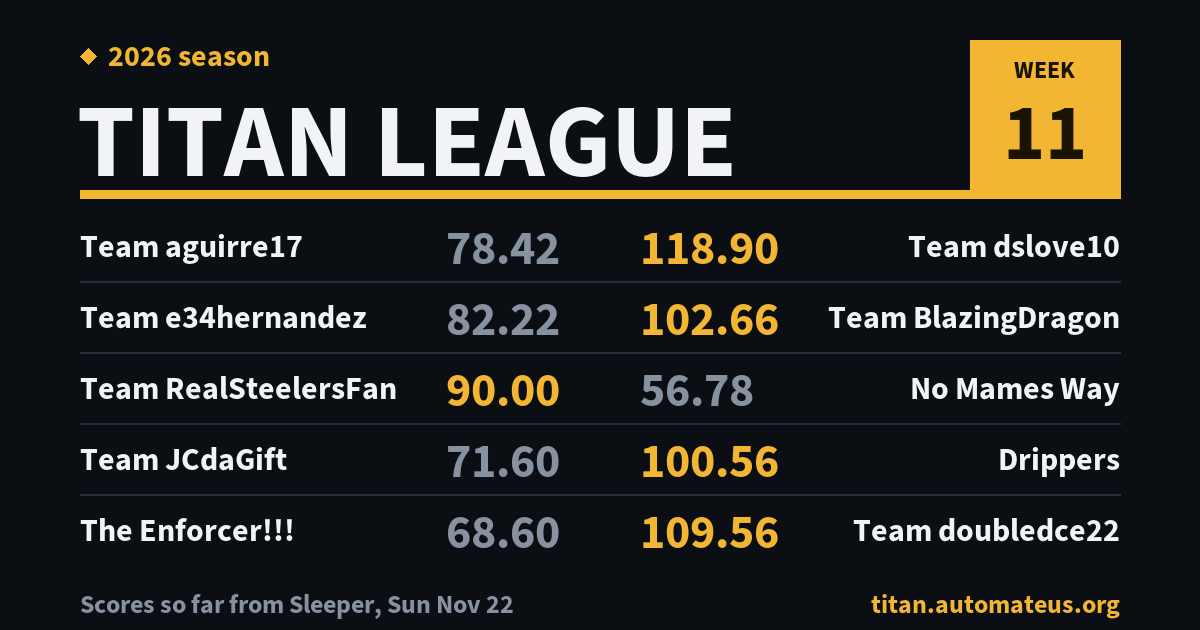 2026 season
TITAN LEAGUE
WEEK
11
Team aguirre17 78.42 118.90 Team dslove10
Team e34hernandez 82.22 102.66 Team BlazingDragon
Team RealSteelersFan 90.00 56.78 No Mames Way
Team JCdaGift 71.60 100.56 Drippers
The Enforcer!!! 68.60 109.56 Team doubledce22
Scores so far from Sleeper, Sun Nov 22 titan.automateus.org